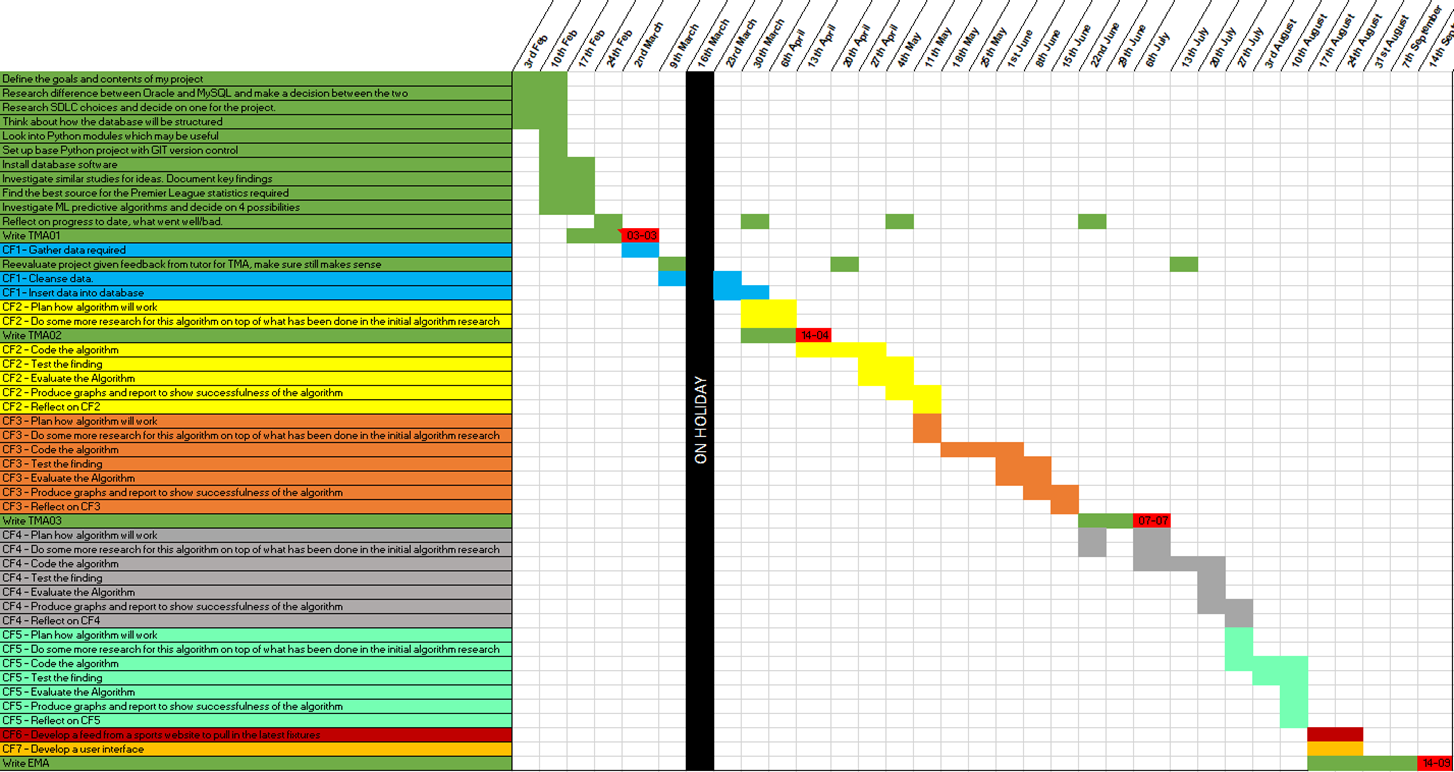 3rd Feb
10th Feb
17th Feb
24th Feb
2nd March
9th March
16th March
23rd March
30th March
6th April
13th April
20th April
27th April
4th May
11th May
18th May
25th May
1st June
8th June
15th June
22nd June
29th June
6th July
13th July
20th July
27th July
3rd August
10th August
17th August
24th August
31st August
7th September
14th Sep
Define the goals and contents of my project
Research difference between Oracle and MySQL and make a decision between the two
Research SDLC choices and decide on one for the project.
Think about how the database will be structured
Look into Python modules which may be useful
Set up base Python project with GIT version control
Install database software
Investigate similar studies for ideas. Document key findings
Find the best source for the Premier League statistics required
Investigate ML predictive algorithms and decide on 4 possibilities
Reflect on progress to date, what went well/bad.
Write TMA01 03-03
CF1 - Gather data required
Reevaluate project given feedback from tutor for TMA, make sure still makes sense
CF1 - Cleanse data.
CF1 - Insert data into database
CF2 - Plan how algorithm will work
CF2 - Do some more research for this algorithm on top of what has been done in the initial algorithm research
Write TMA02 14-04
CF2 - Code the algorithm
CF2 - Test the finding
CF2 - Evaluate the Algorithm
CF2 - Produce graphs and report to show successfulness of the algorithm
CF2 - Reflect on CF2
ON HOLIDAY
CF3 - Plan how algorithm will work
CF3 - Do some more research for this algorithm on top of what has been done in the initial algorithm research
CF3 - Code the algorithm
CF3 - Test the finding
CF3 - Evaluate the Algorithm
CF3 - Produce graphs and report to show successfulness of the algorithm
CF3 - Reflect on CF3
Write TMA03 07-07
CF4 - Plan how algorithm will work
CF4 - Do some more research for this algorithm on top of what has been done in the initial algorithm research
CF4 - Code the algorithm
CF4 - Test the finding
CF4 - Evaluate the Algorithm
CF4 - Produce graphs and report to show successfulness of the algorithm
CF4 - Reflect on CF4
CF5 - Plan how algorithm will work
CF5 - Do some more research for this algorithm on top of what has been done in the initial algorithm research
CF5 - Code the algorithm
CF5 - Test the finding
CF5 - Evaluate the Algorithm
CF5 - Produce graphs and report to show successfulness of the algorithm
CF5 - Reflect on CF5
CF6 - Develop a feed from a sports website to pull in the latest fixtures
CF7 - Develop a user interface
Write EMA 14-09